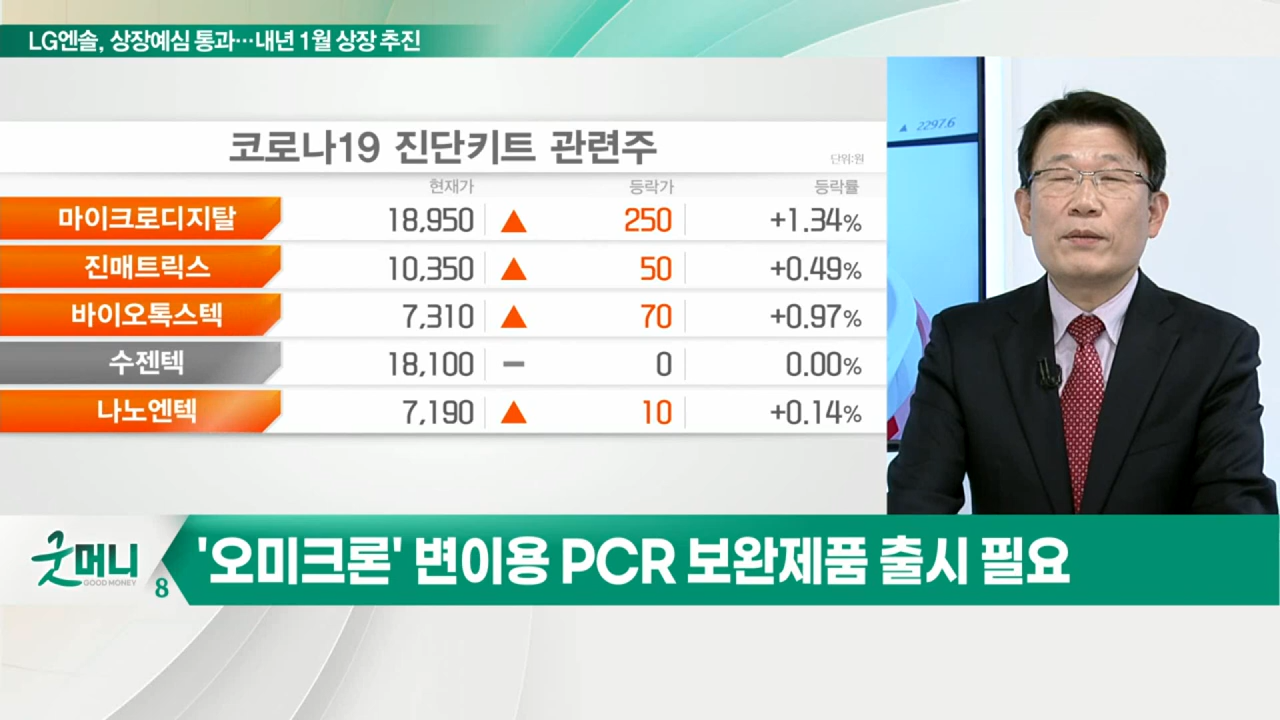 LG엔솔, 상장예심 통과…내년 1월 상장 추진
▲ 2297.6
코로나19 진단키트 관련주
단위:원
현재가 등락가 등락률
마이크로디지탈 18,950 ▲ 250 +1.34%
진매트릭스 10,350 ▲ 50 +0.49%
바이오톡스텍 7,310 ▲ 70 +0.97%
수젠텍 18,100 － 0 0.00%
나노엔텍 7,190 ▲ 10 +0.14%
굿머니
GOOD MONEY
8
'오미크론' 변이용 PCR 보완제품 출시 필요